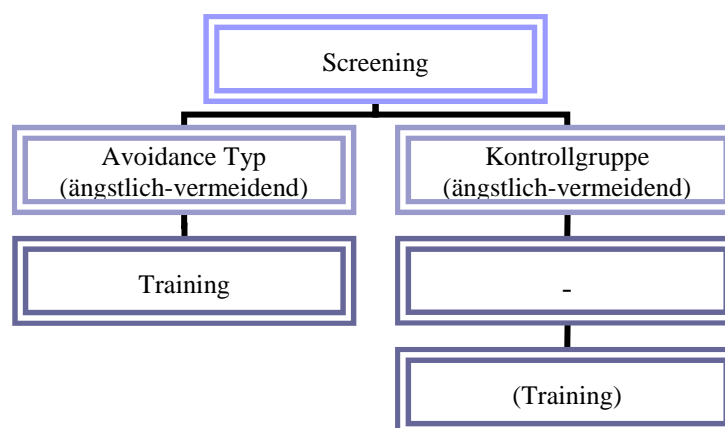 Screening
Avoidance Typ
(ängstlich-vermeidend)
Kontrollgruppe
(ängstlich-vermeidend)
Training
-
(Training)